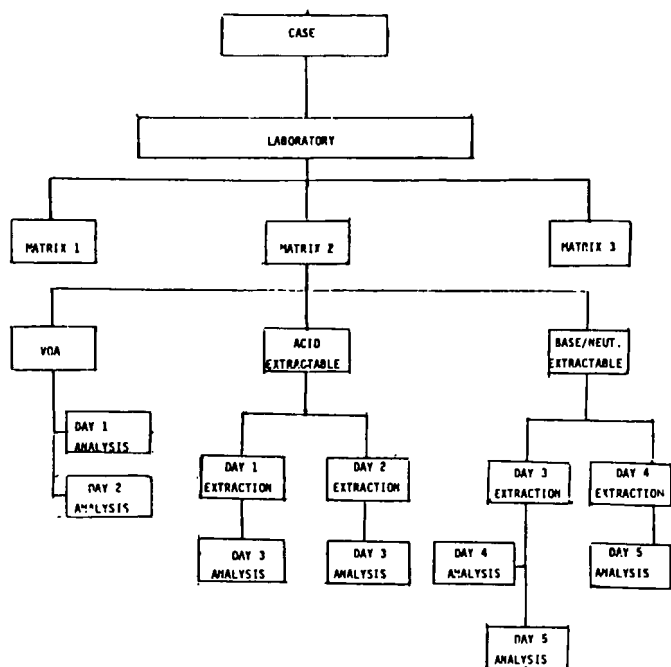 CASE
LABORATORY
MATRIX 1
MATRIX 2
MATRIX 3
VOA
ACID
EXTRACTABLE
BASE/NEUT.
EXTRACTABLE
DAY 1
ANALYSIS
DAY 2
ANALYSIS
DAY 1
EXTRACTION
DAY 2
EXTRACTION
DAY 3
EXTRACTION
DAY 4
EXTRACTION
DAY 3
ANALYSIS
DAY 3
ANALYSIS
DAY 4
ANALYSIS
DAY 5
ANALYSIS
DAY 5
ANALYSIS